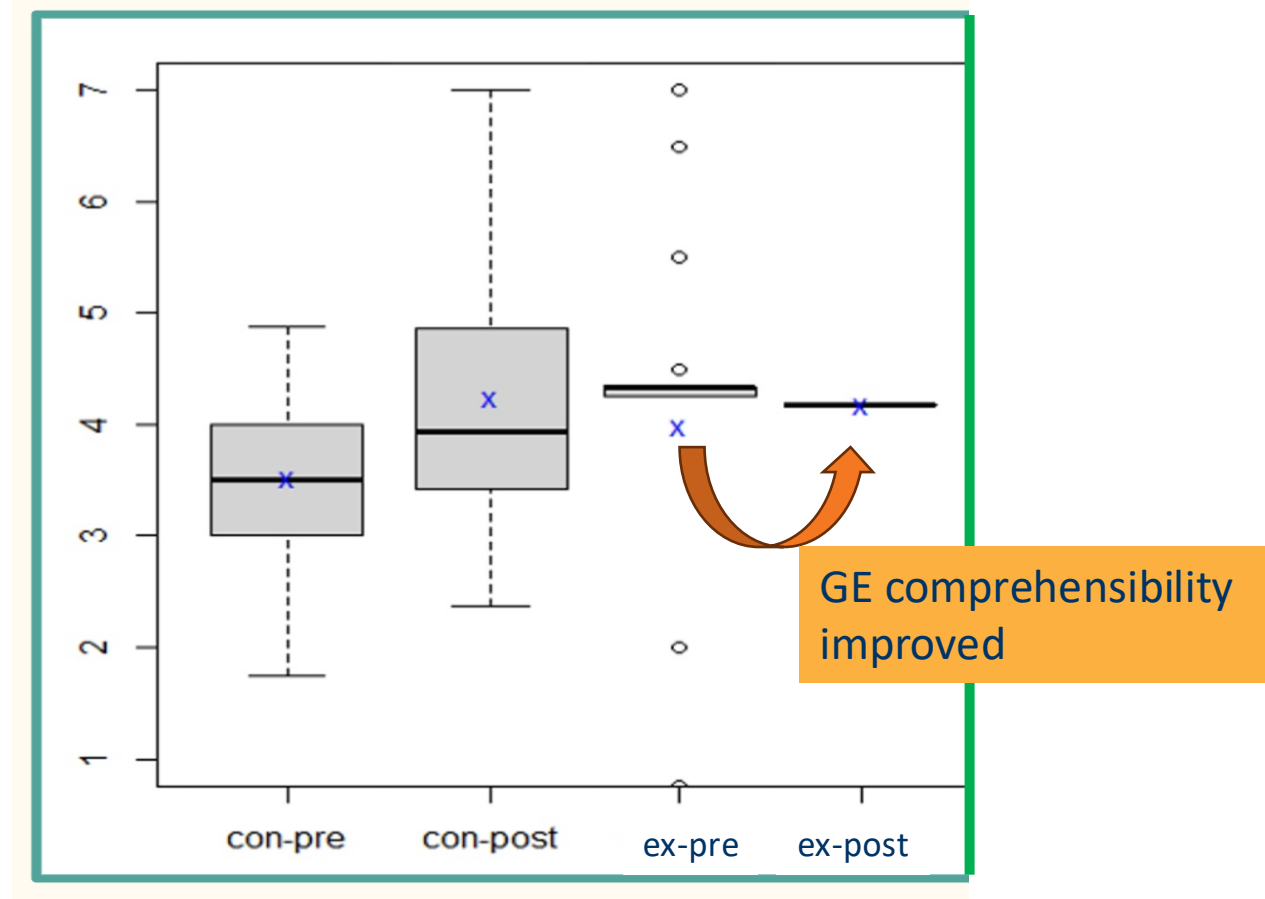 7
6
5
4
3
2
1
x
x
x
x
con-pre
con-post
ex-pre
ex-post
GE comprehensibility
improved